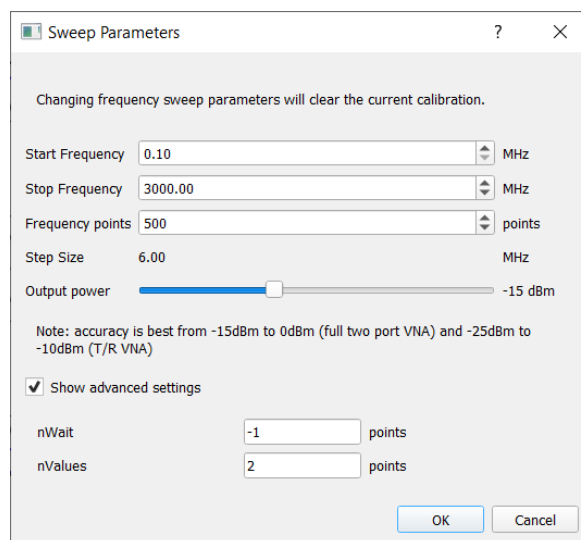 Sweep Parameters ?
Changing frequency sweep parameters will clear the current calibration.
Start Frequency 0.10 MHz
Stop Frequency 3000.00 MHz
Frequency points 500 points
Step Size 6.00 MHz
Output power -15 dBm
Note: accuracy is best from -15dBm to 0dBm (full two port VNA) and -25dBm to
-10dBm (T/R VNA)
Show advanced settings
nWait -1 points
nValues 2 points
OK Cancel